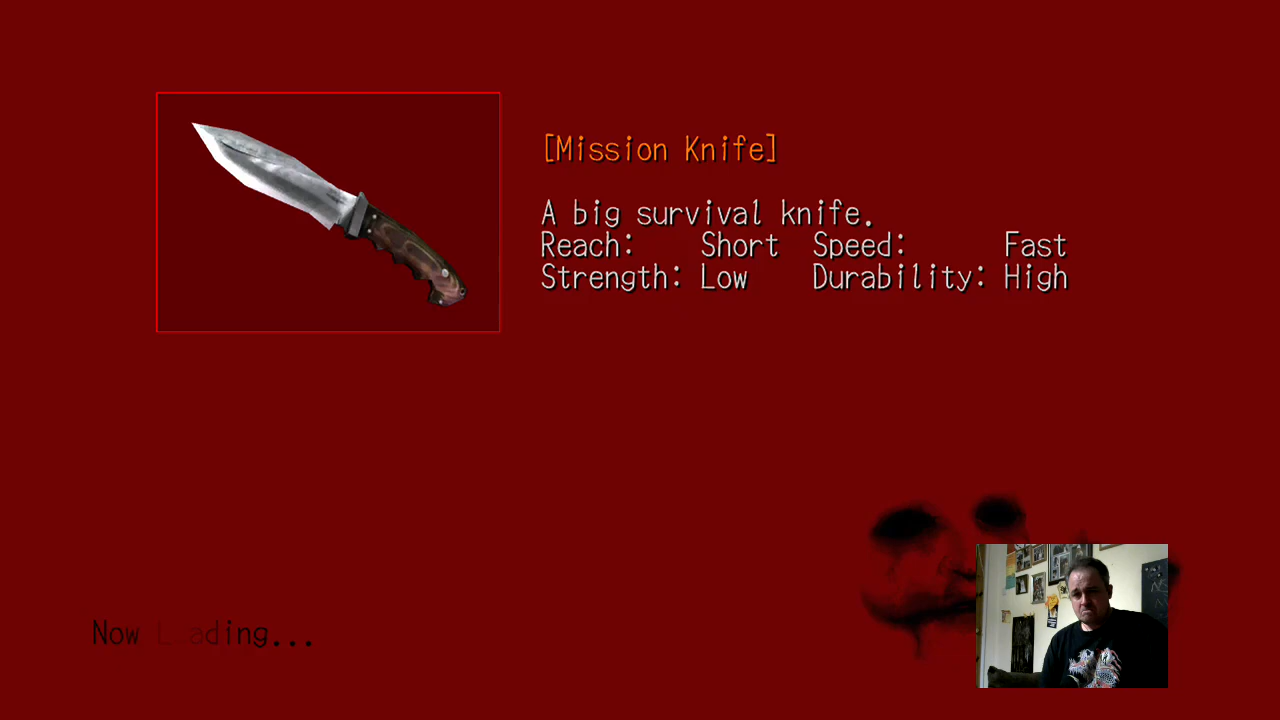 [Mission Knife]
A big survival knife.
Reach: Short Speed: Fast
Strength: Low Durability: High
Now Loading...